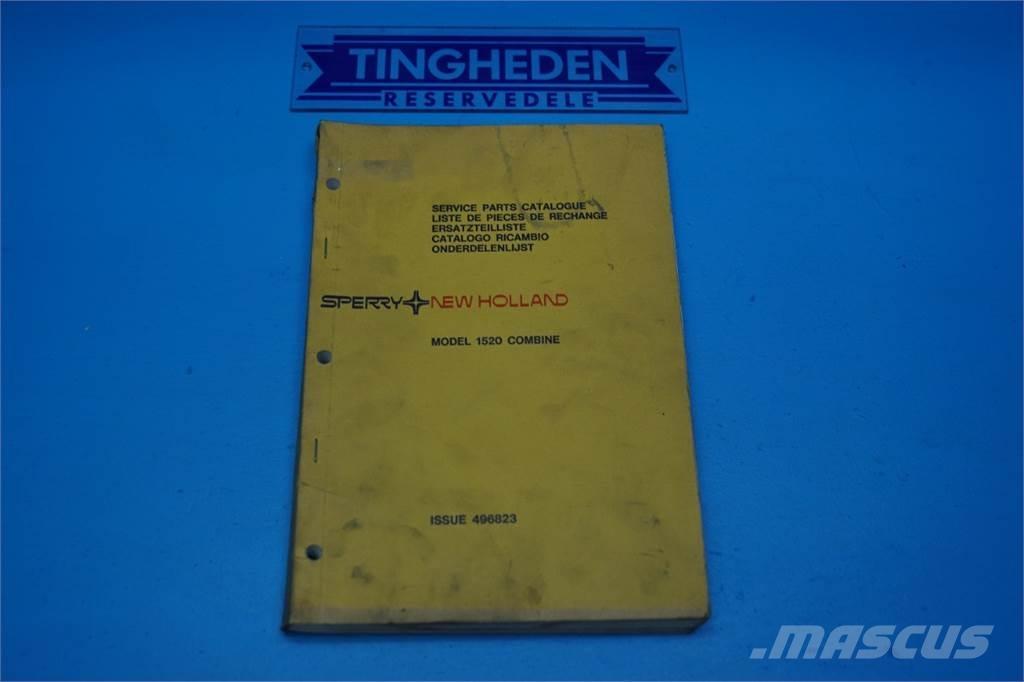 TINGHEDEN
RESERVEDELE
SERVICE PARTS CATALOGUE
LISTE DE PIECES DE RECHANGE
ERSATZTEILLISTE
CATALOGO RICAMBIO
ONDERDELENLIJST
SPERRY NEW HOLLAND
MODEL 1520 COMBINE
ISSUE 496823
.MASCUS